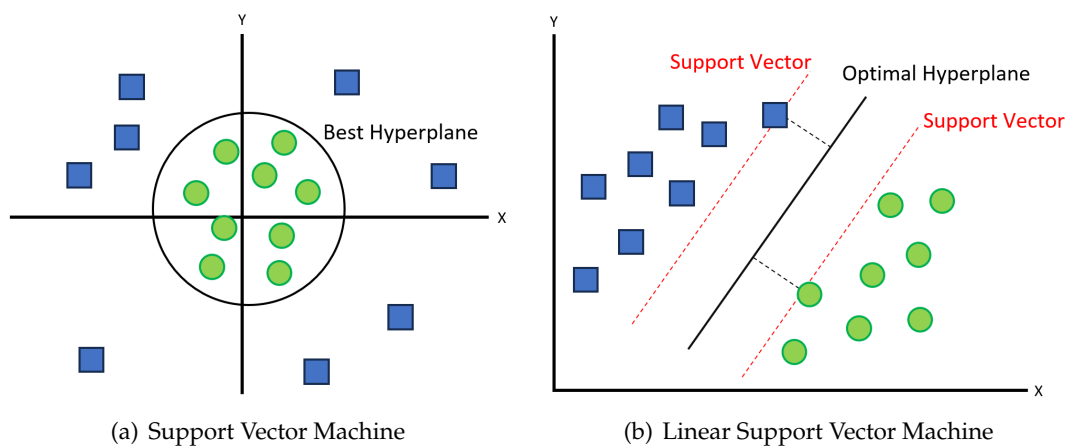 Y
Best Hyperplane
X
(a) Support Vector Machine
Y
Support Vector
Optimal Hyperplane
Support Vector
X
(b) Linear Support Vector Machine